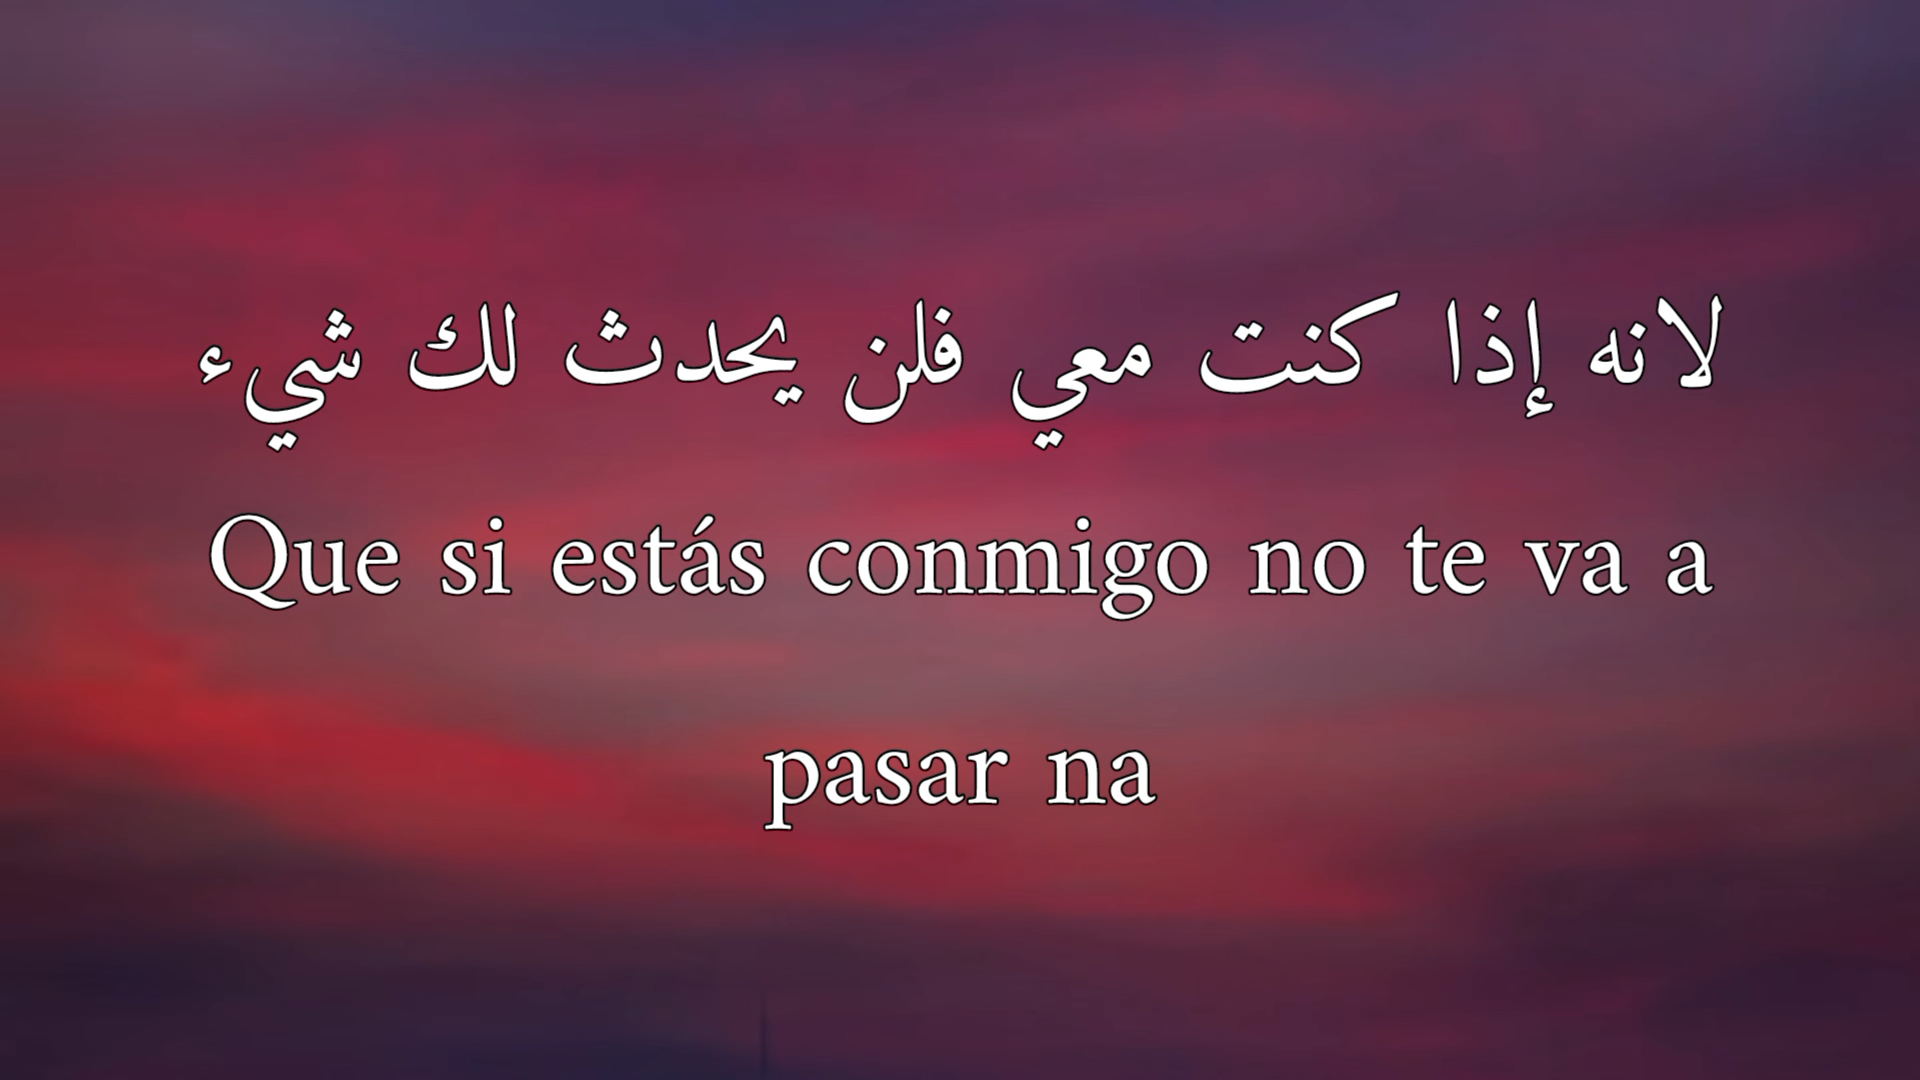 لانه إذا كنت معي فلن يحدث لك شيء
Que si estás conmigo no te va a
pasar na